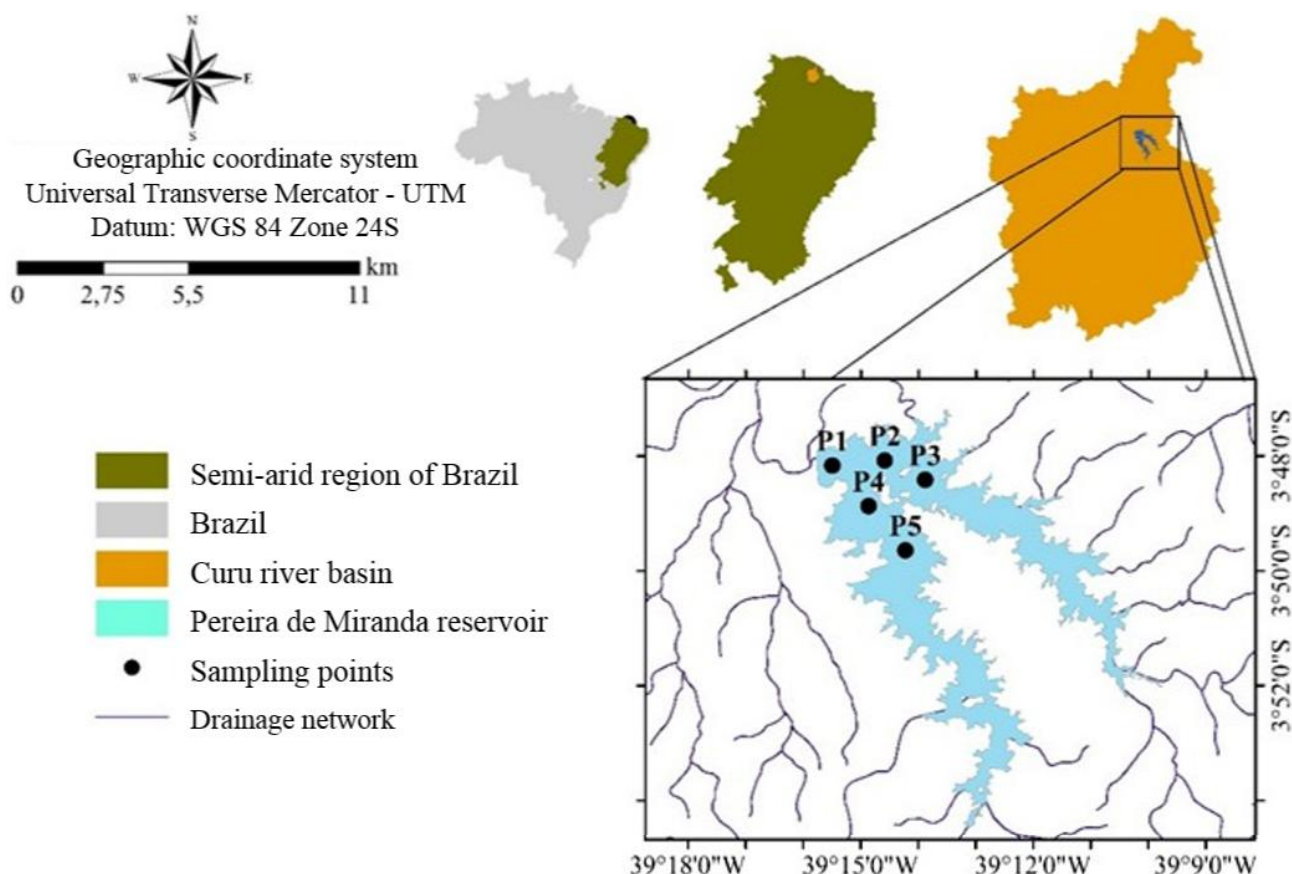 N
W E
S
Geographic coordinate system
Universal Transverse Mercator - UTM
Datum: WGS 84 Zone 24S
km
0 2,75 5,5 11
Semi-arid region of Brazil
Brazil
Curu river basin
Pereira de Miranda reservoir
Sampling points
Drainage network
P1
P2
P3
P4
P5
3°48'0"S
3°50'0"S
3°52'0"S
39°18'0"W 39°15'0"W 39°12'0"W 39°9'0"W